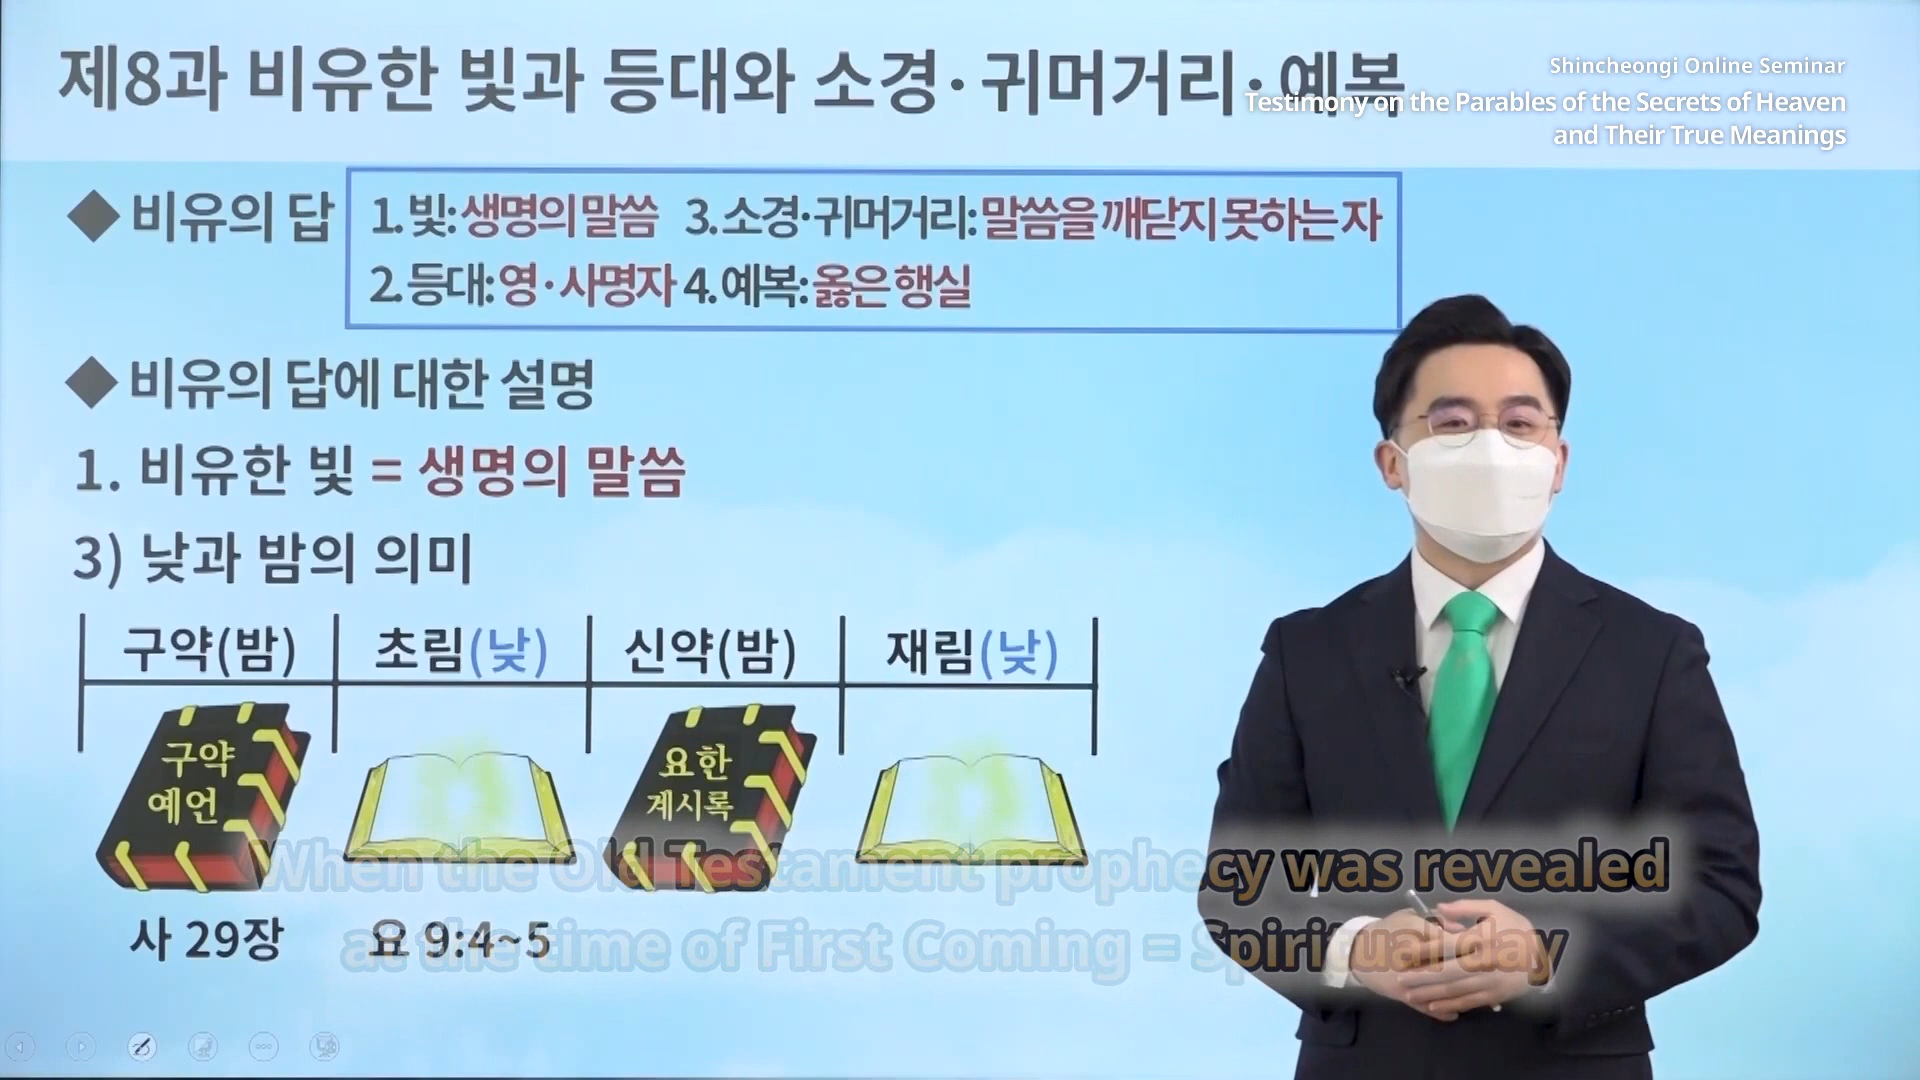 제8과 비유한 빛과 등대와 소경·귀머거리·예복
Shincheongi Online Seminar
Testimony on the Parables of the Secrets of Heaven
and Their True Meanings
◆ 비유의 답
1. 빛: 생명의 말씀 3. 소경·귀머거리: 말씀을 깨닫지 못하는 자
2. 등대: 영·사명자 4. 예복: 옳은 행실
◆ 비유의 답에 대한 설명
1. 비유한 빛 = 생명의 말씀
3) 낮과 밤의 의미
구약(밤) 초림(낮) 신약(밤) 재림(낮)
구약
예언
요한
계시록
사 29장 요 9:4~5
When the Old Testament prophecy was revealed
at the time of First Coming = Spiritual day